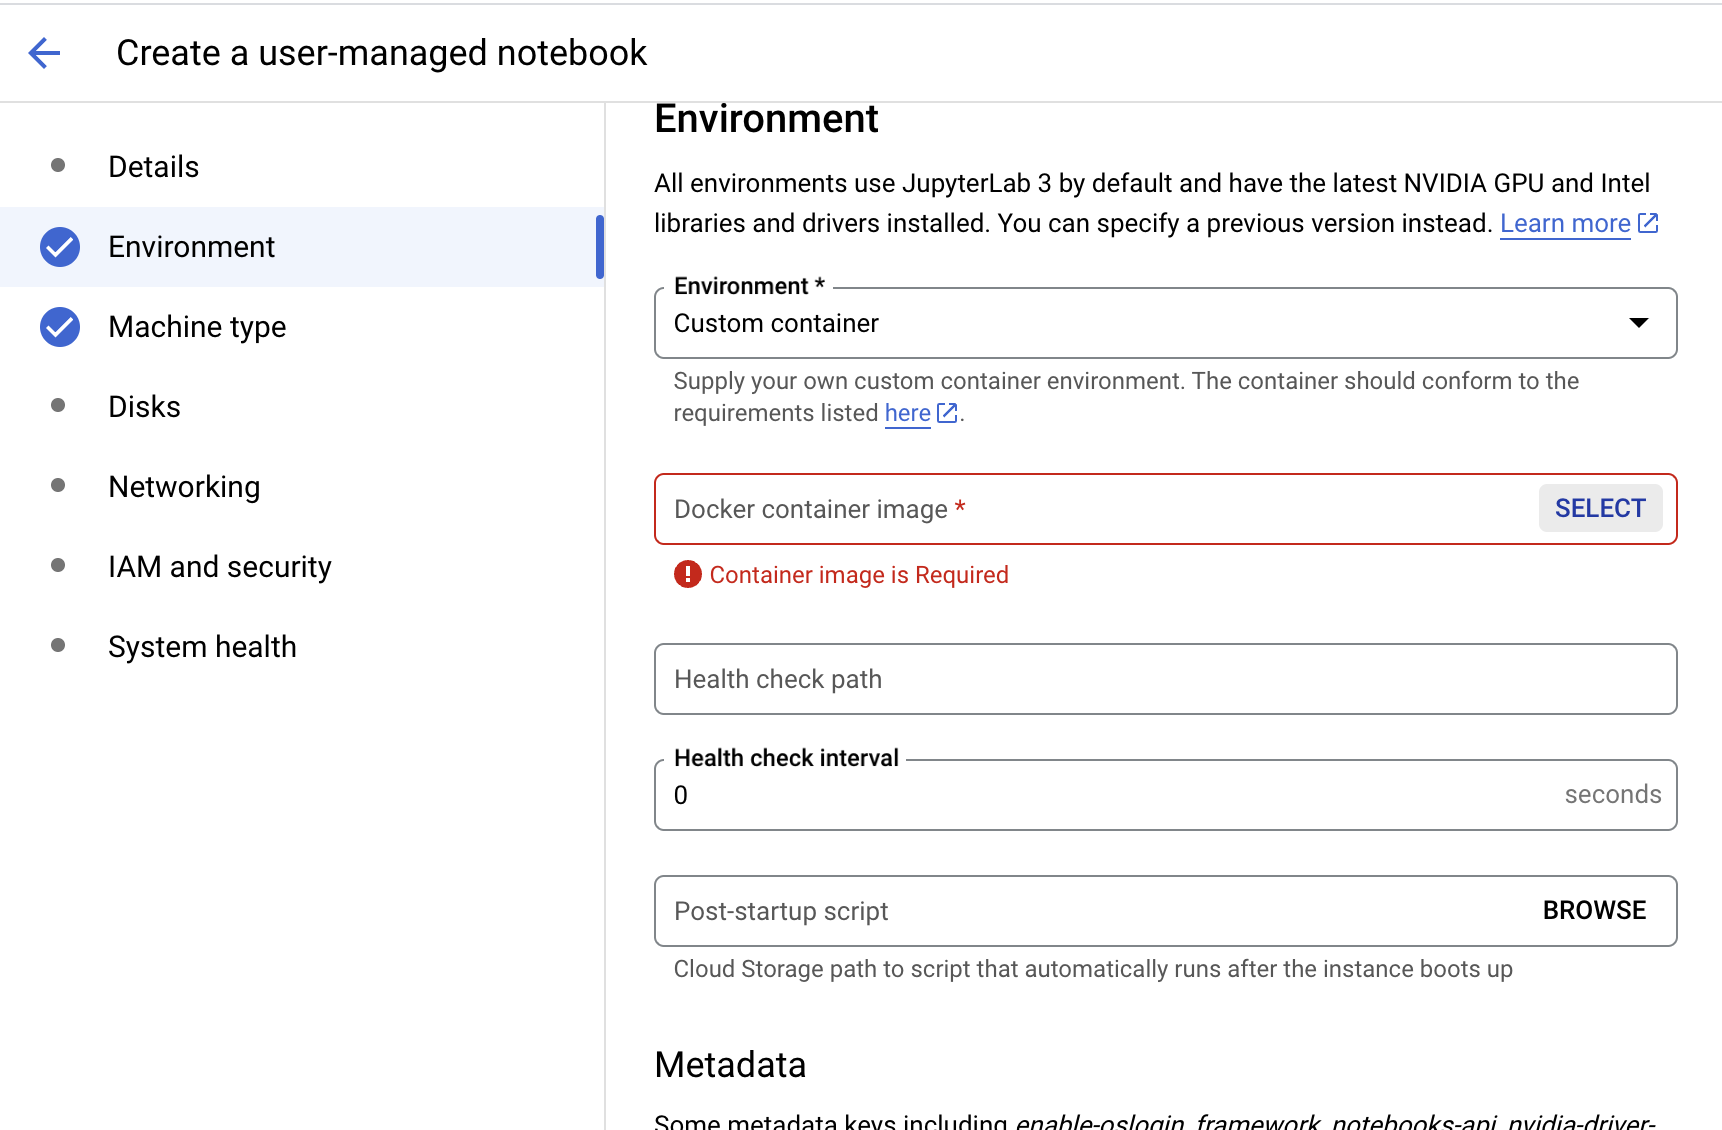 Create a user-managed notebook
Details
Environment
Machine type
Disks
Networking
IAM and security
System health
Environment
All environments use JupyterLab 3 by default and have the latest NVIDIA GPU and Intel
libraries and drivers installed. You can specify a previous version instead. Learn more
Environment *
Custom container
Supply your own custom container environment. The container should conform to the
requirements listed here.
Docker container image * SELECT
Container image is Required
Health check path
Health check interval
0 seconds
Post-startup script BROWSE
Cloud Storage path to script that automatically runs after the instance boots up
Metadata
Some metadata keys including enable-oslogin, framework, notebooks-api, nvidia-driver-